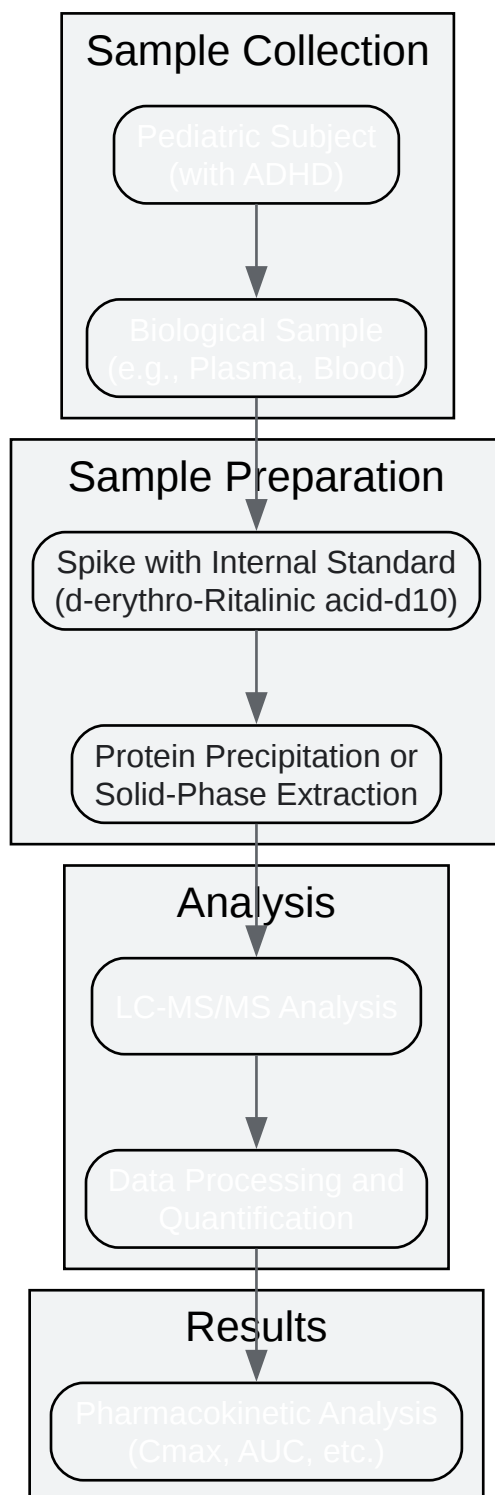 Sample Collection
Pediatric Subject
(with ADHD)
Biological Sample
(e.g., Plasma, Blood)
Sample Preparation
Spike with Internal Standard
(d-erythro-Ritalinic acid-d10)
Protein Precipitation or
Solid-Phase Extraction
Analysis
LC-MS/MS Analysis
Data Processing and
Quantification
Results
Pharmacokinetic Analysis
(Cmax, AUC, etc.)